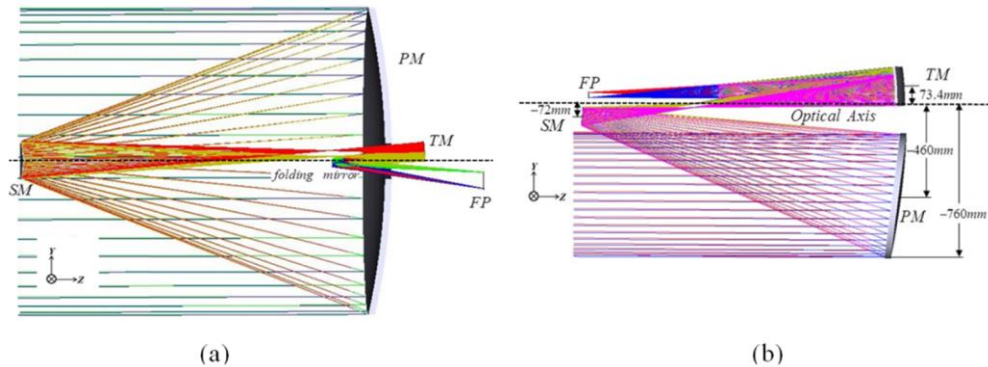 PM
TM
SM
folding mirror
FP
Y
Z
(a)
FP
TM
73.4mm
−72mm
SM
Optical Axis
−460mm
Y
Z
PM
−760mm
(b)